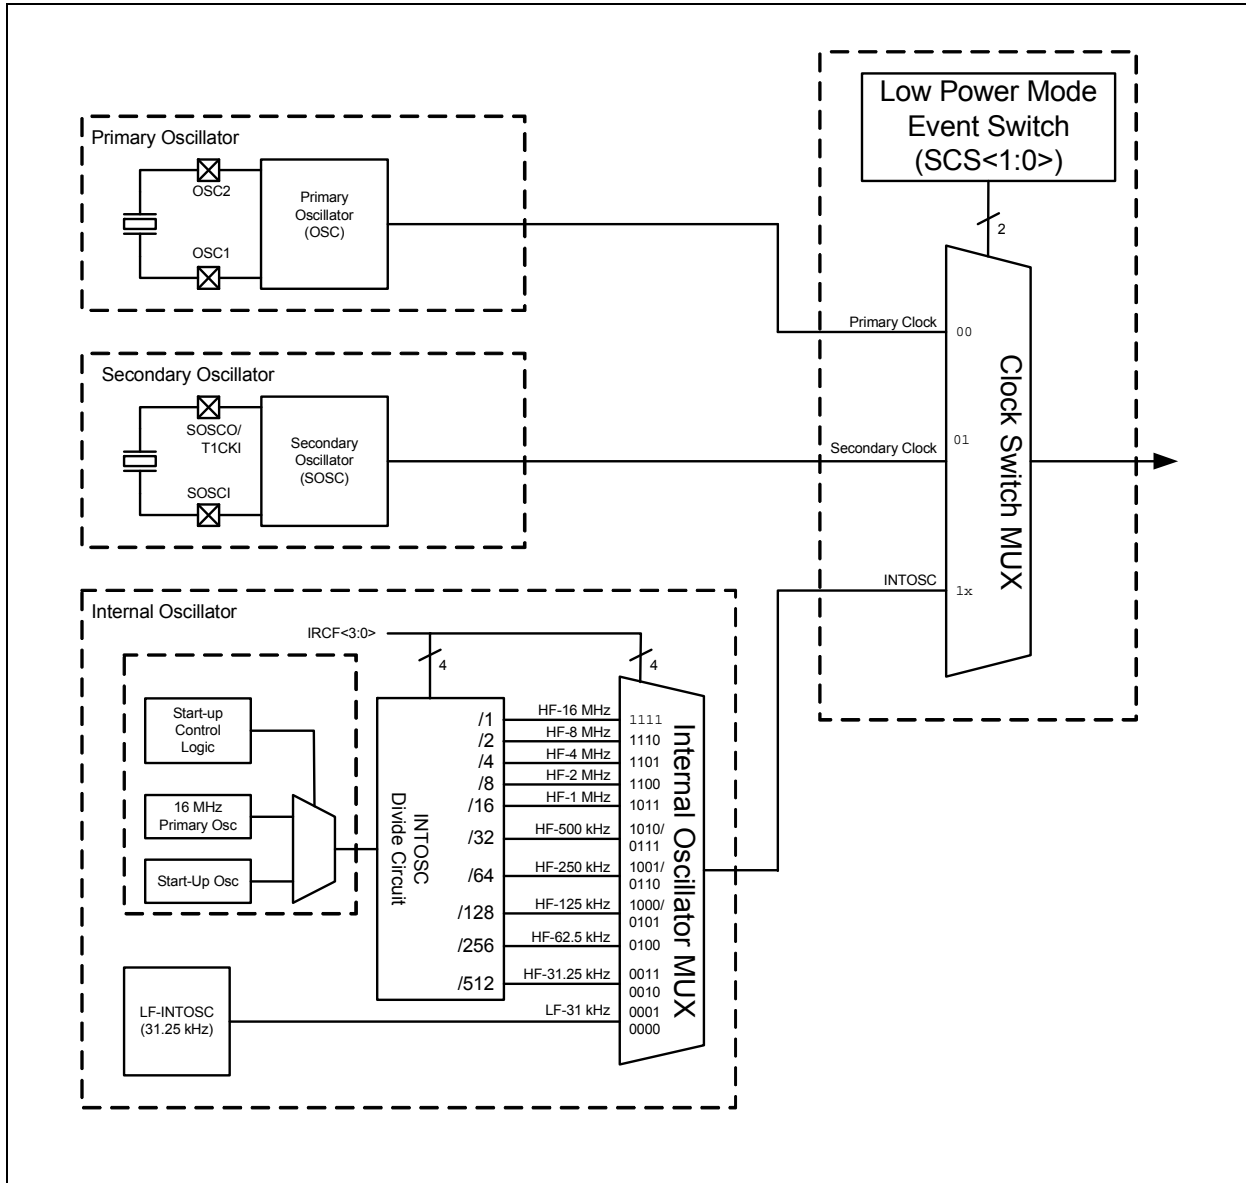 Low Power Mode
Event Switch
(SCS<1:0>)
2
Primary Oscillator
OSC2
OSC1
Primary
Oscillator
(OSC)
Primary Clock
00
Secondary Oscillator
SOSCO/
T1CKI
SOSCI
Secondary
Oscillator
(SOSC)
Secondary Clock
01
INTOSC
1x
Clock Switch MUX
Internal Oscillator
IRCF<3:0>
4
4
Start-up
Control
Logic
16 MHz
Primary Osc
Start-Up Osc
LF-INTOSC
(31.25 kHz)
INTOSC
Divide Circuit
/1 HF-16 MHz 1111
/2 HF-8 MHz 1110
/4 HF-4 MHz 1101
/8 HF-2 MHz 1100
/16 HF-1 MHz 1011
/32 HF-500 kHz 1010/
0111
/64 HF-250 kHz 1001/
0110
/128 HF-125 kHz 1000/
0101
/256 HF-62.5 kHz 0100
/512 HF-31.25 kHz 0011
0010
LF-31 kHz 0001
0000
Internal Oscillator MUX